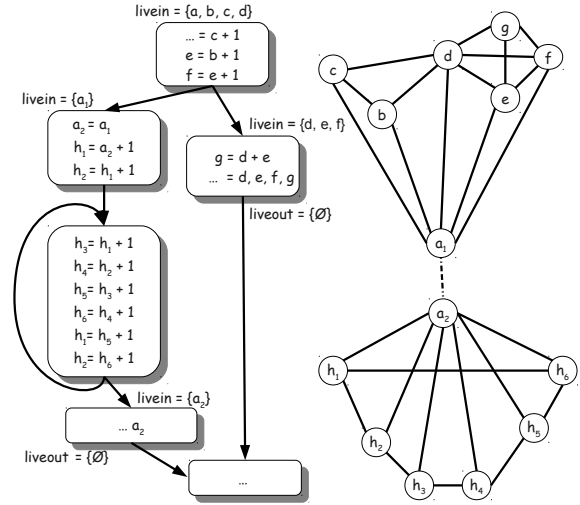 livein = {a, b, c, d}
... = c + 1
e = b + 1
f = e + 1
livein = {a₁}
a₂ = a₁
h₁ = a₂ + 1
h₂ = h₁ + 1
livein = {d, e, f}
g = d + e
... = d, e, f, g
liveout = {Ø}
h₃= h₁ + 1
h₄= h₂ + 1
h₅= h₃ + 1
h₆= h₄ + 1
h₁= h₅ + 1
h₂= h₆ + 1
livein = {a₂}
... a₂
liveout = {Ø}
...
g
d
f
c
e
b
a₁
a₂
h₁
h₆
h₂
h₅
h₃
h₄